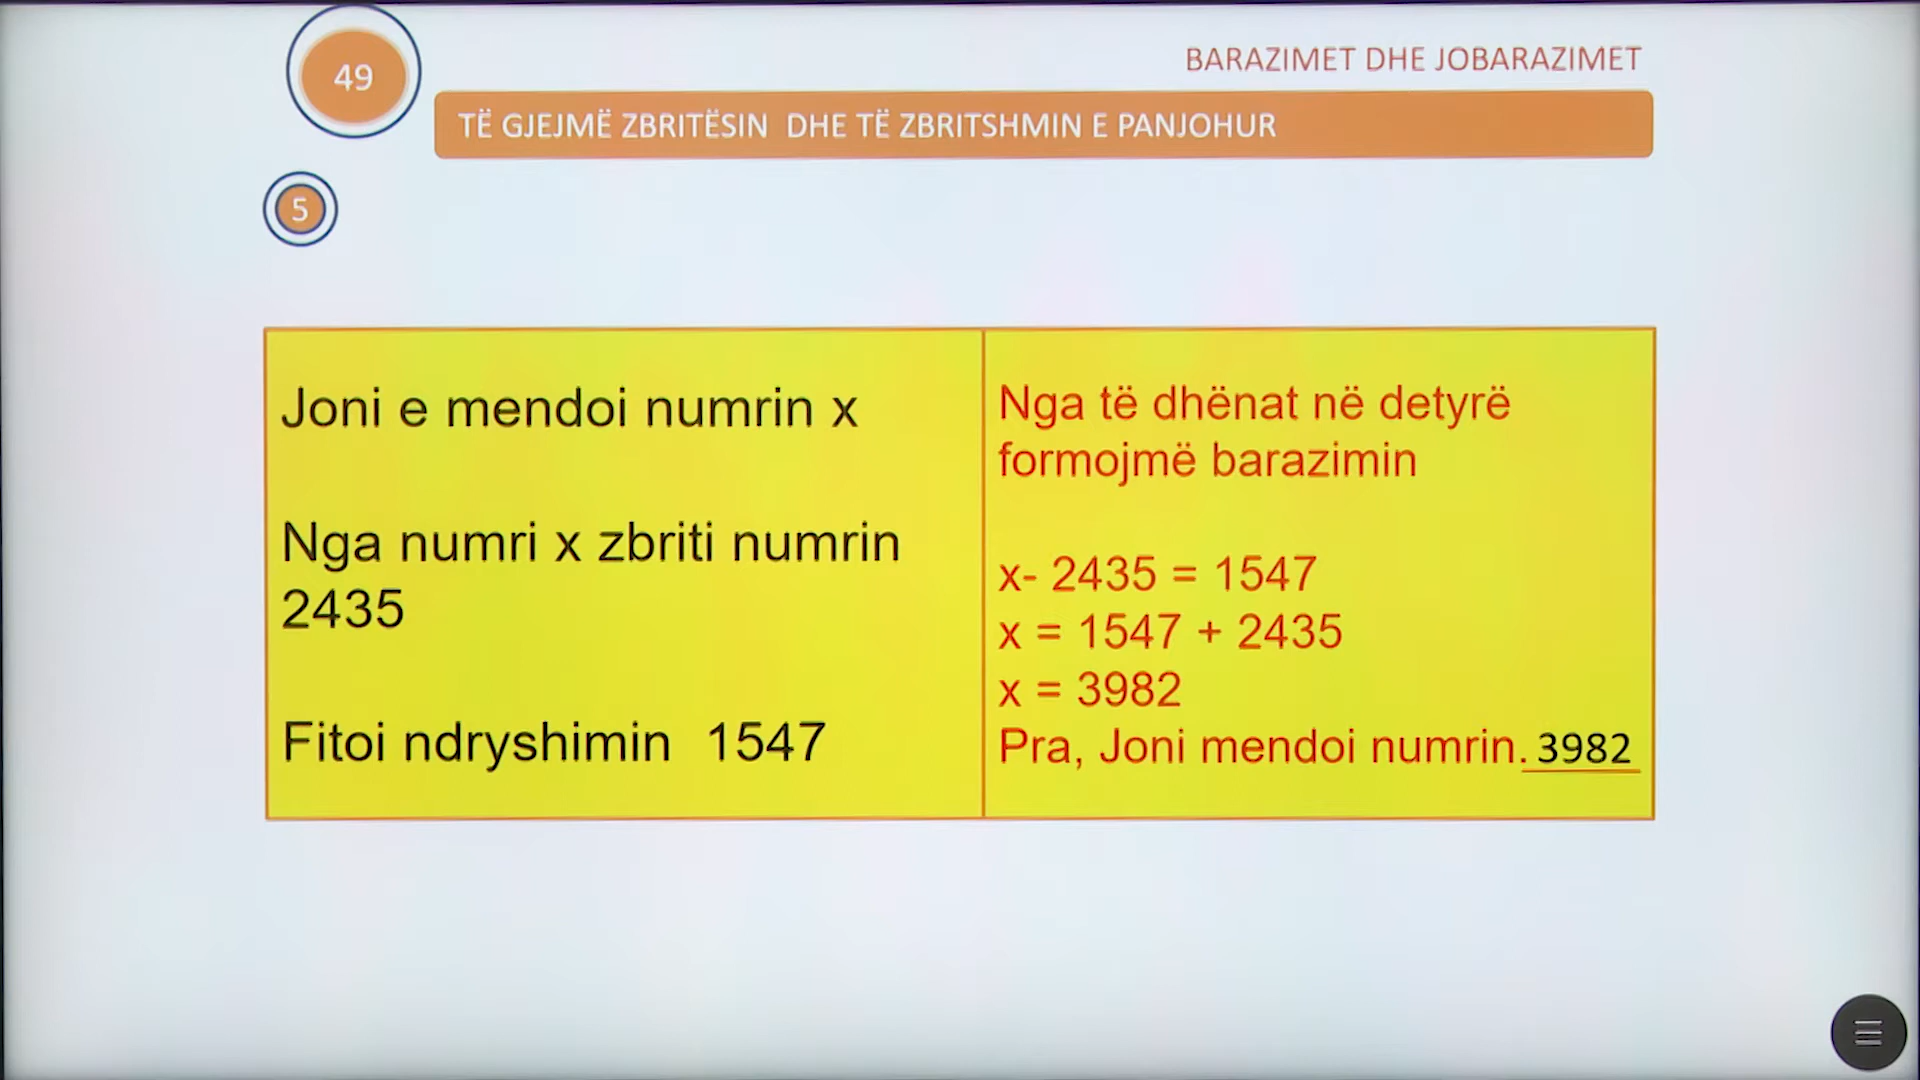 49
BARAZIMET DHE JOBARAZIMET
TË GJEJMË ZBRITËSIN DHE TË ZBRITSHMIN E PANJOHUR
5
Joni e mendoi numrin x
Nga numri x zbriti numrin
2435
Fitoi ndryshimin 1547
Nga të dhënat në detyrë
formojmë barazimin
x- 2435 = 1547
x = 1547 + 2435
x = 3982
Pra, Joni mendoi numrin. 3982